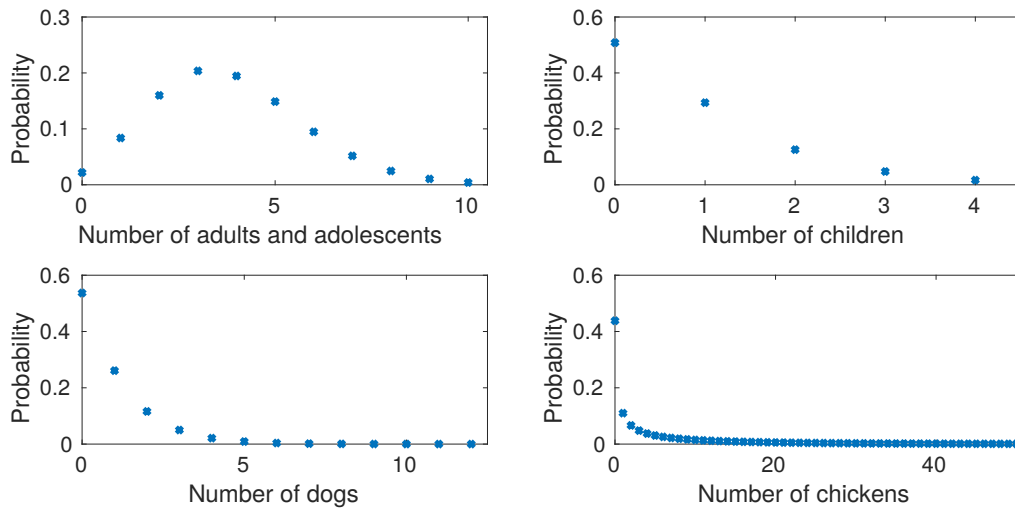 0.3
0.2
0.1
0
Probability
0 5 10
Number of adults and adolescents
0.6
0.4
0.2
0
Probability
0 1 2 3 4
Number of children
0.6
0.4
0.2
0
Probability
0 5 10
Number of dogs
0.6
0.4
0.2
0
Probability
0 20 40
Number of chickens